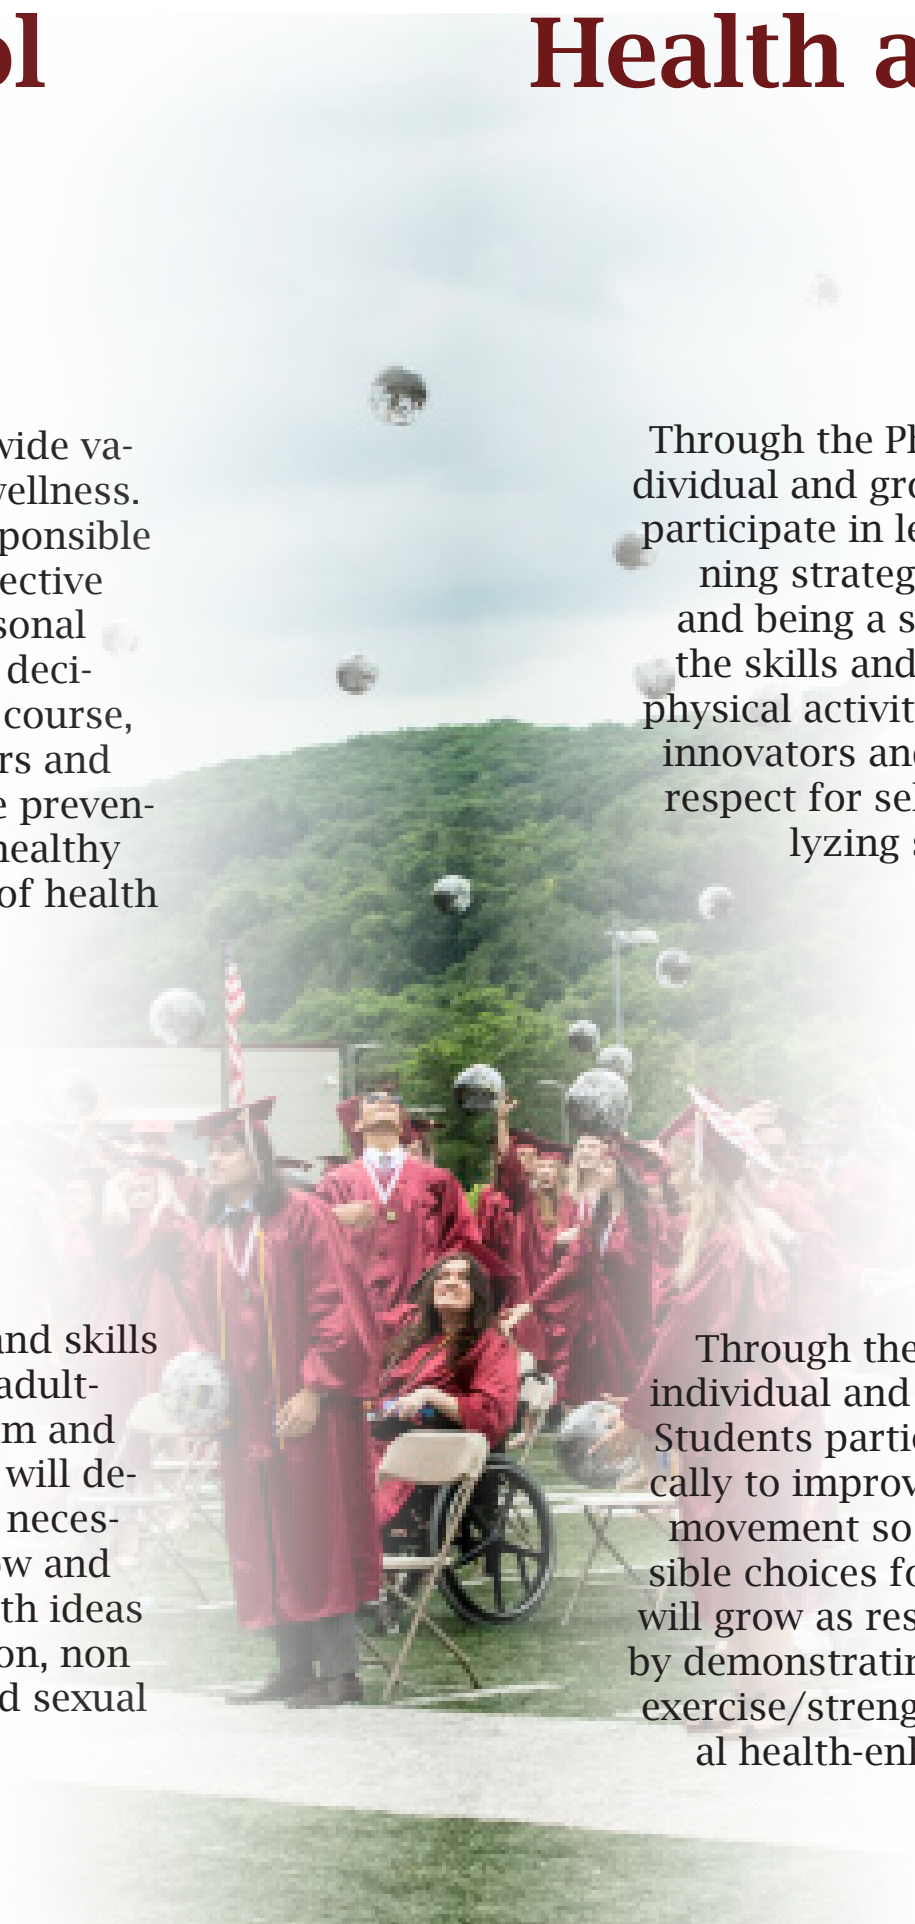 ol
wide va-
wellness.
ponsible
ective
sonal
deci-
course,
rs and
e preven-
healthy
of health
and skills
adult-
m and
will de-
neces-
ow and
th ideas
on, non
d sexual
Health a
Through the Ph
dividual and gro
participate in le
ning strateg
and being a s
the skills and
physical activit
innovators and
respect for sel
lyzing s
Through the
individual and
Students partic
cally to improv
movement so
sible choices fo
will grow as res
by demonstratin
exercise/streng
al health-enh